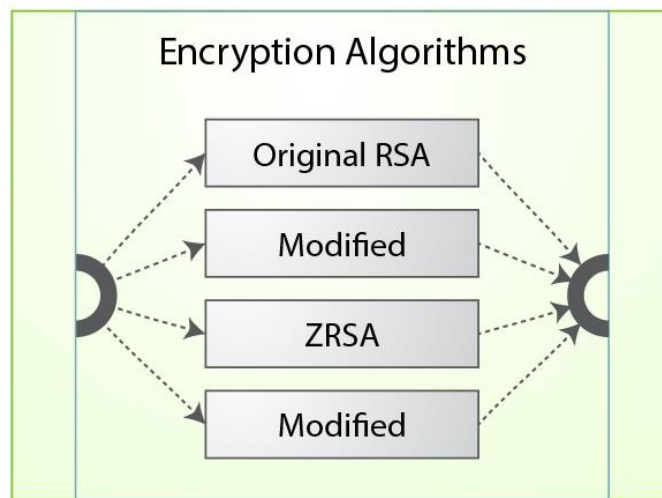 Encryption Algorithms
Original RSA
Modified
ZRSA
Modified